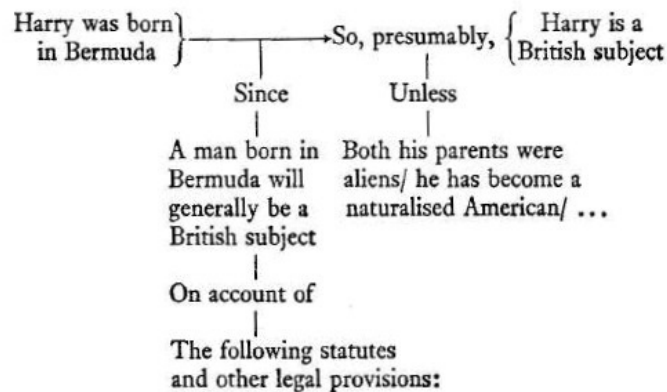 Harry was born
in Bermuda
So, presumably,
Harry is a
British subject
Since
A man born in
Bermuda will
generally be a
British subject
On account of
The following statutes
and other legal provisions:
Unless
Both his parents were
aliens/ he has become a
naturalised American/ ...